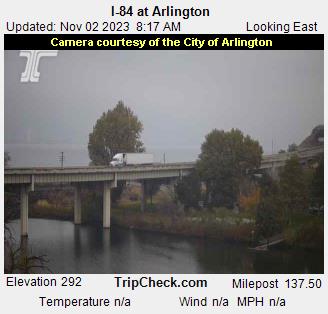 I-84 at Arlington
Updated: Nov 02 2023 8:17 AM Looking East
Camera courtesy of the City of Arlington
Elevation 292 TripCheck.com Milepost 137.50
Temperature n/a Wind n/a MPH n/a